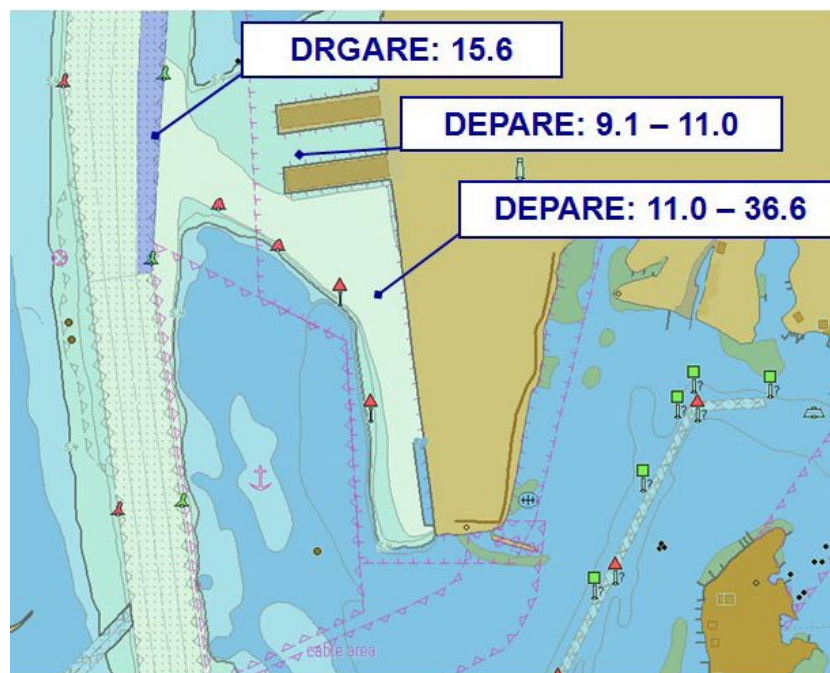 DRGARE: 15.6
DEPARE: 9.1 – 11.0
DEPARE: 11.0 – 36.6
? ? ?
? ?
?
? ?
cable area